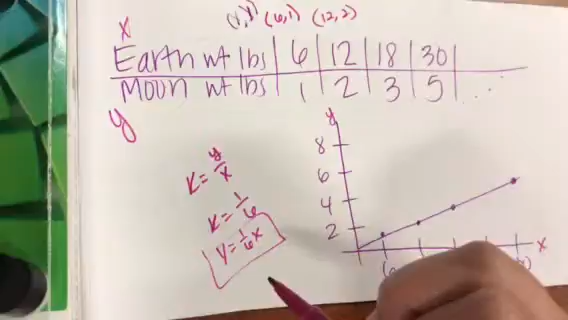 (x,y) (6,1) (12,2)
x
Earth wt lbs 6 12 18 30
Moon wt lbs 1 2 3 5 ...
y
y
8
6
4
2
x
K = y/x
K = 1/6
y = 1/6 x